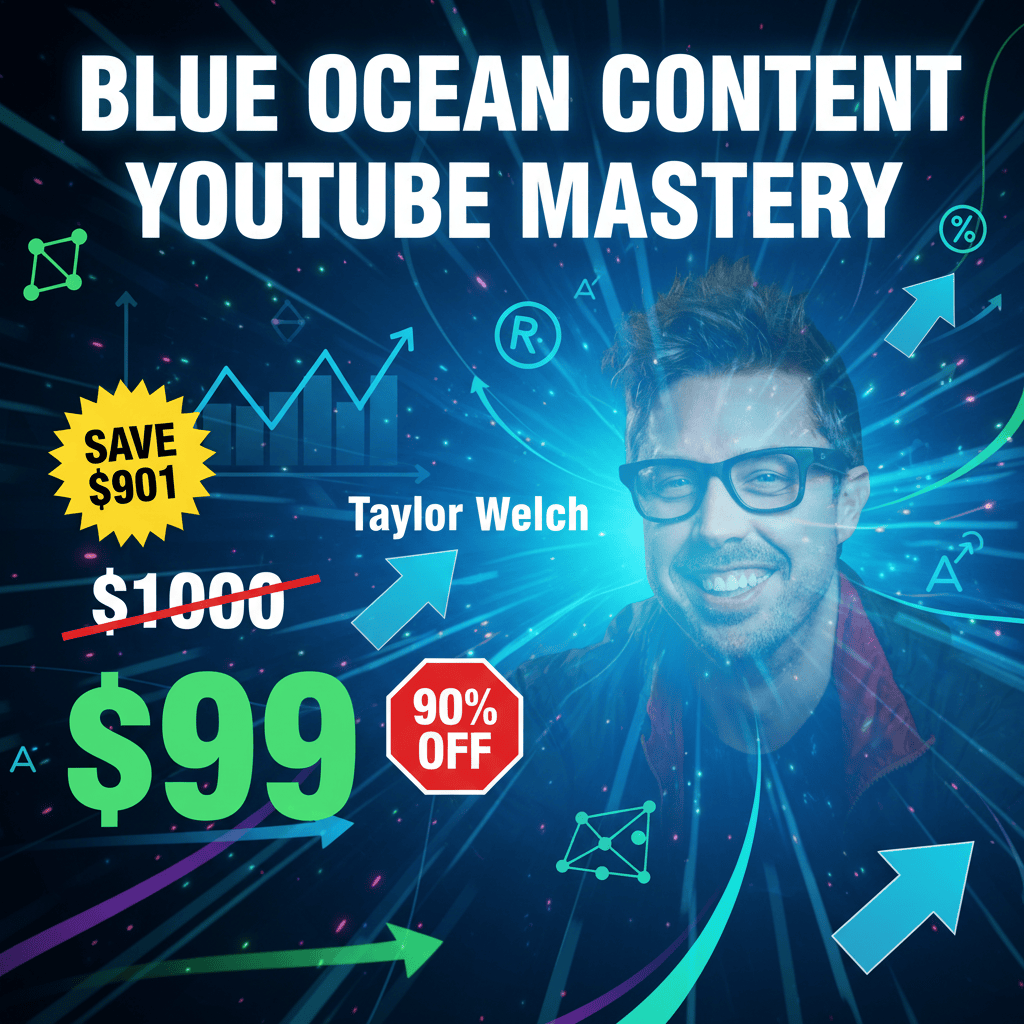 BLUE OCEAN CONTENT
YOUTUBE MASTERY
%
A
R.
SAVE
$901
Taylor Welch
A
$1000
$99
90%
OFF
A